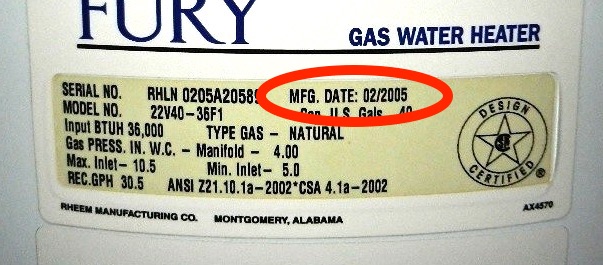 FURY
GAS WATER HEATER
SERIAL NO. RHLN 0205A20589 MFG. DATE: 02/2005
MODEL NO. 22V40-36F1 Cap. U.S. Gals. 40
Input BTUH 36,000 TYPE GAS - NATURAL
Gas PRESS. IN W.C. - Manifold - 4.00
Max. Inlet- 10.5 Min. Inlet- 5.0
REC.GPH 30.5 ANSI Z21.10.1a-2002*CSA 4.1a-2002
DESIGN
CERTIFIED ®
RHEEM MANUFACTURING CO. MONTGOMERY, ALABAMA
AX4570